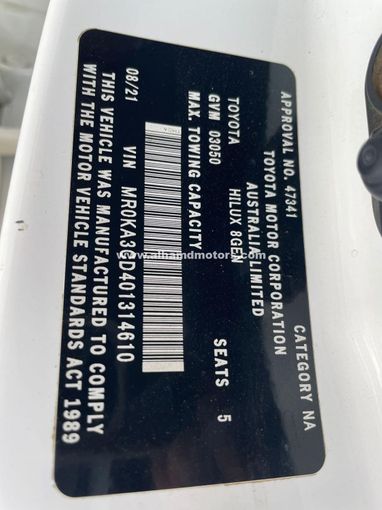 APPROVAL NO. 47341 CATEGORY NA
TOYOTA MOTOR CORPORATION
AUSTRALIA LIMITED
TOYOTA HILUX 8GEN
GVM 03050 SEATS 5
MAX. TOWING CAPACITY
www.alhamdmotors.com
08/21 VIN MR0KA3CD401314610
THIS VEHICLE WAS MANUFACTURED TO COMPLY
WITH THE MOTOR VEHICLE STANDARDS ACT 1989